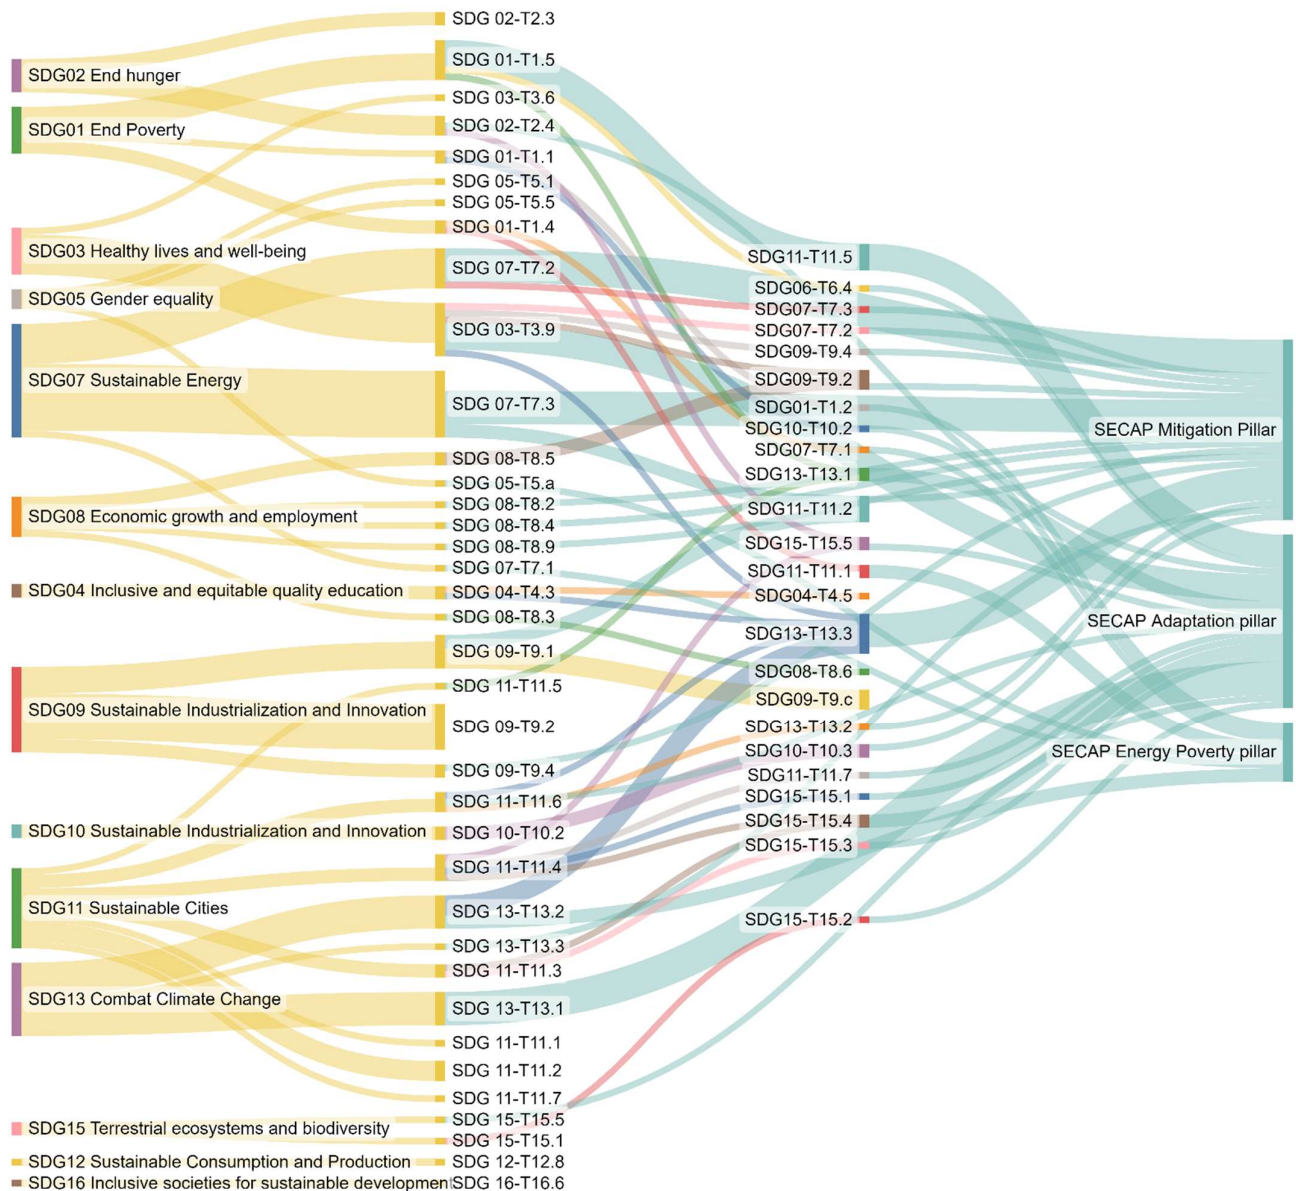 SDG02 End hunger
SDG01 End Poverty
SDG03 Healthy lives and well-being
SDG05 Gender equality
SDG07 Sustainable Energy
SDG08 Economic growth and employment
SDG04 Inclusive and equitable quality education
SDG09 Sustainable Industrialization and Innovation
SDG10 Sustainable Industrialization and Innovation
SDG11 Sustainable Cities
SDG13 Combat Climate Change
SDG15 Terrestrial ecosystems and biodiversity
SDG12 Sustainable Consumption and Production
SDG16 Inclusive societies for sustainable development
SDG 02-T2.3
SDG 01-T1.5
SDG 03-T3.6
SDG 02-T2.4
SDG 01-T1.1
SDG 05-T5.1
SDG 05-T5.5
SDG 01-T1.4
SDG 07-T7.2
SDG 03-T3.9
SDG 07-T7.3
SDG 08-T8.5
SDG 05-T5.a
SDG 08-T8.2
SDG 08-T8.4
SDG 08-T8.9
SDG 07-T7.1
SDG 04-T4.3
SDG 08-T8.3
SDG 09-T9.1
SDG 11-T11.5
SDG 09-T9.2
SDG 09-T9.4
SDG 11-T11.6
SDG 10-T10.2
SDG 11-T11.4
SDG 13-T13.2
SDG 13-T13.3
SDG 11-T11.3
SDG 13-T13.1
SDG 11-T11.1
SDG 11-T11.2
SDG 11-T11.7
SDG 15-T15.5
SDG 15-T15.1
SDG 12-T12.8
SDG 16-T16.6
SDG11-T11.5
SDG06-T6.4
SDG07-T7.3
SDG07-T7.2
SDG09-T9.4
SDG09-T9.2
SDG01-T1.2
SDG10-T10.2
SDG07-T7.1
SDG13-T13.1
SDG11-T11.2
SDG15-T15.5
SDG11-T11.1
SDG04-T4.5
SDG13-T13.3
SDG08-T8.6
SDG09-T9.c
SDG13-T13.2
SDG10-T10.3
SDG11-T11.7
SDG15-T15.1
SDG15-T15.4
SDG15-T15.3
SDG15-T15.2
SECAP Mitigation Pillar
SECAP Adaptation pillar
SECAP Energy Poverty pillar